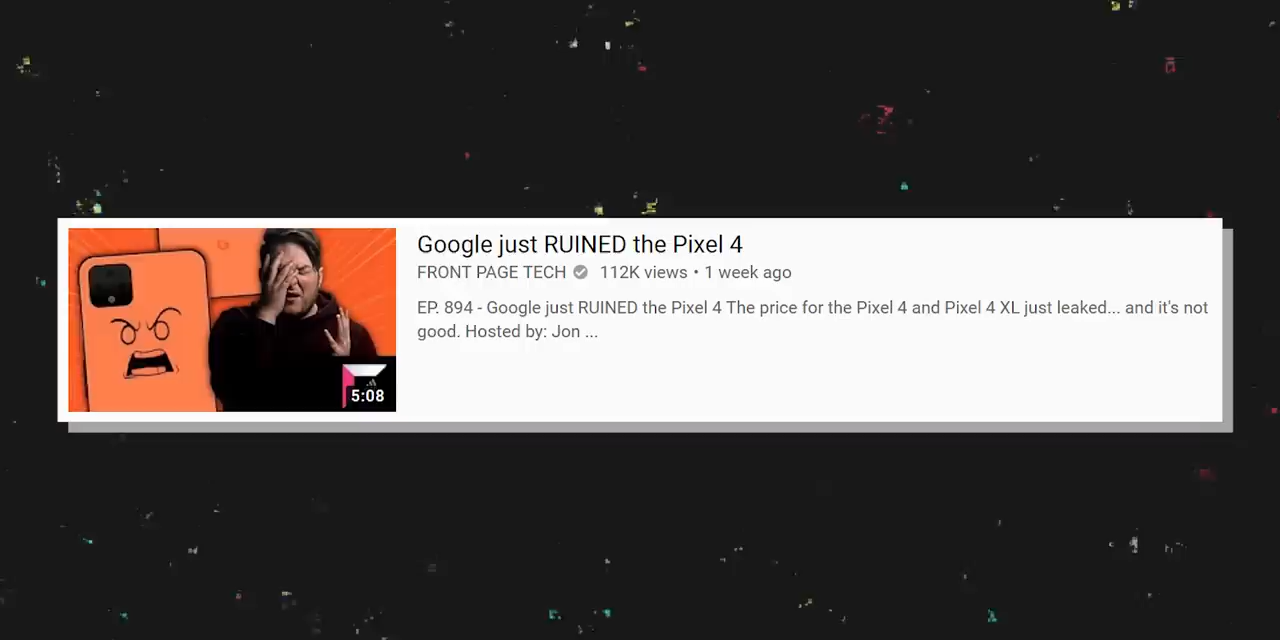 Google just RUINED the Pixel 4
FRONT PAGE TECH 112K views • 1 week ago
EP. 894 - Google just RUINED the Pixel 4 The price for the Pixel 4 and Pixel 4 XL just leaked... and it's not
good. Hosted by: Jon ...
5:08